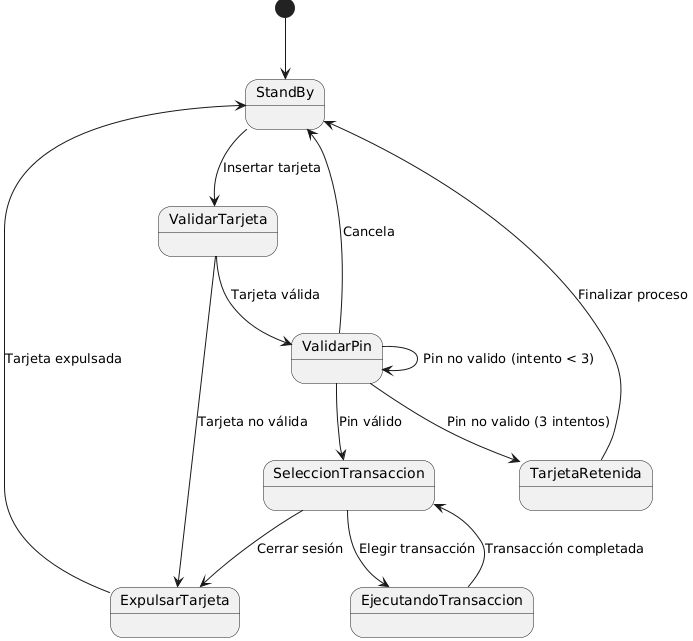 StandBy
Insertar tarjeta
ValidarTarjeta
Cancela
Tarjeta válida
Finalizar proceso
ValidarPin
Tarjeta expulsada
Pin no valido (intento < 3)
Tarjeta no válida
Pin válido
Pin no valido (3 intentos)
SeleccionTransaccion
TarjetaRetenida
Cerrar sesión
Elegir transacción
Transacción completada
ExpulsarTarjeta
EjecutandoTransaccion